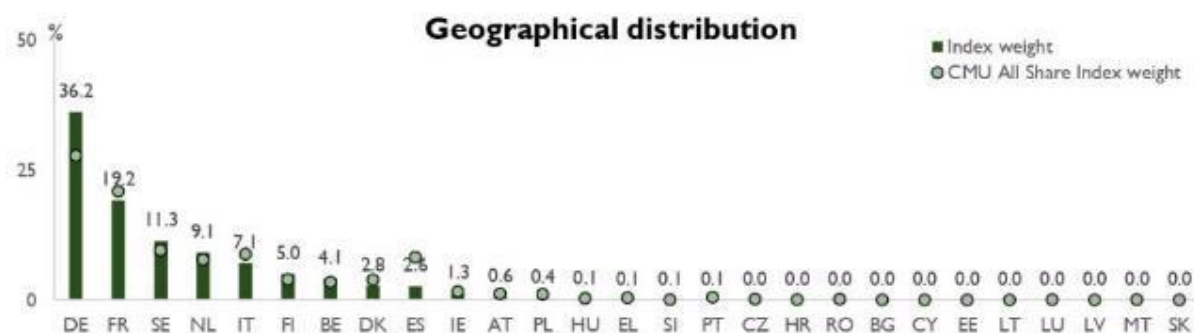 Geographical distribution
%
50
25
0
Index weight
CMU All Share Index weight
36.2 19.2 11.3 9.1 7.1 5.0 4.1 2.8 2.6 1.3 0.6 0.4 0.1 0.1 0.1 0.1 0.0 0.0 0.0 0.0 0.0 0.0 0.0 0.0 0.0 0.0 0.0
DE FR SE NL IT FI BE DK ES IE AT PL HU EL SI PT CZ HR RO BG CY EE LT LU LV MT SK